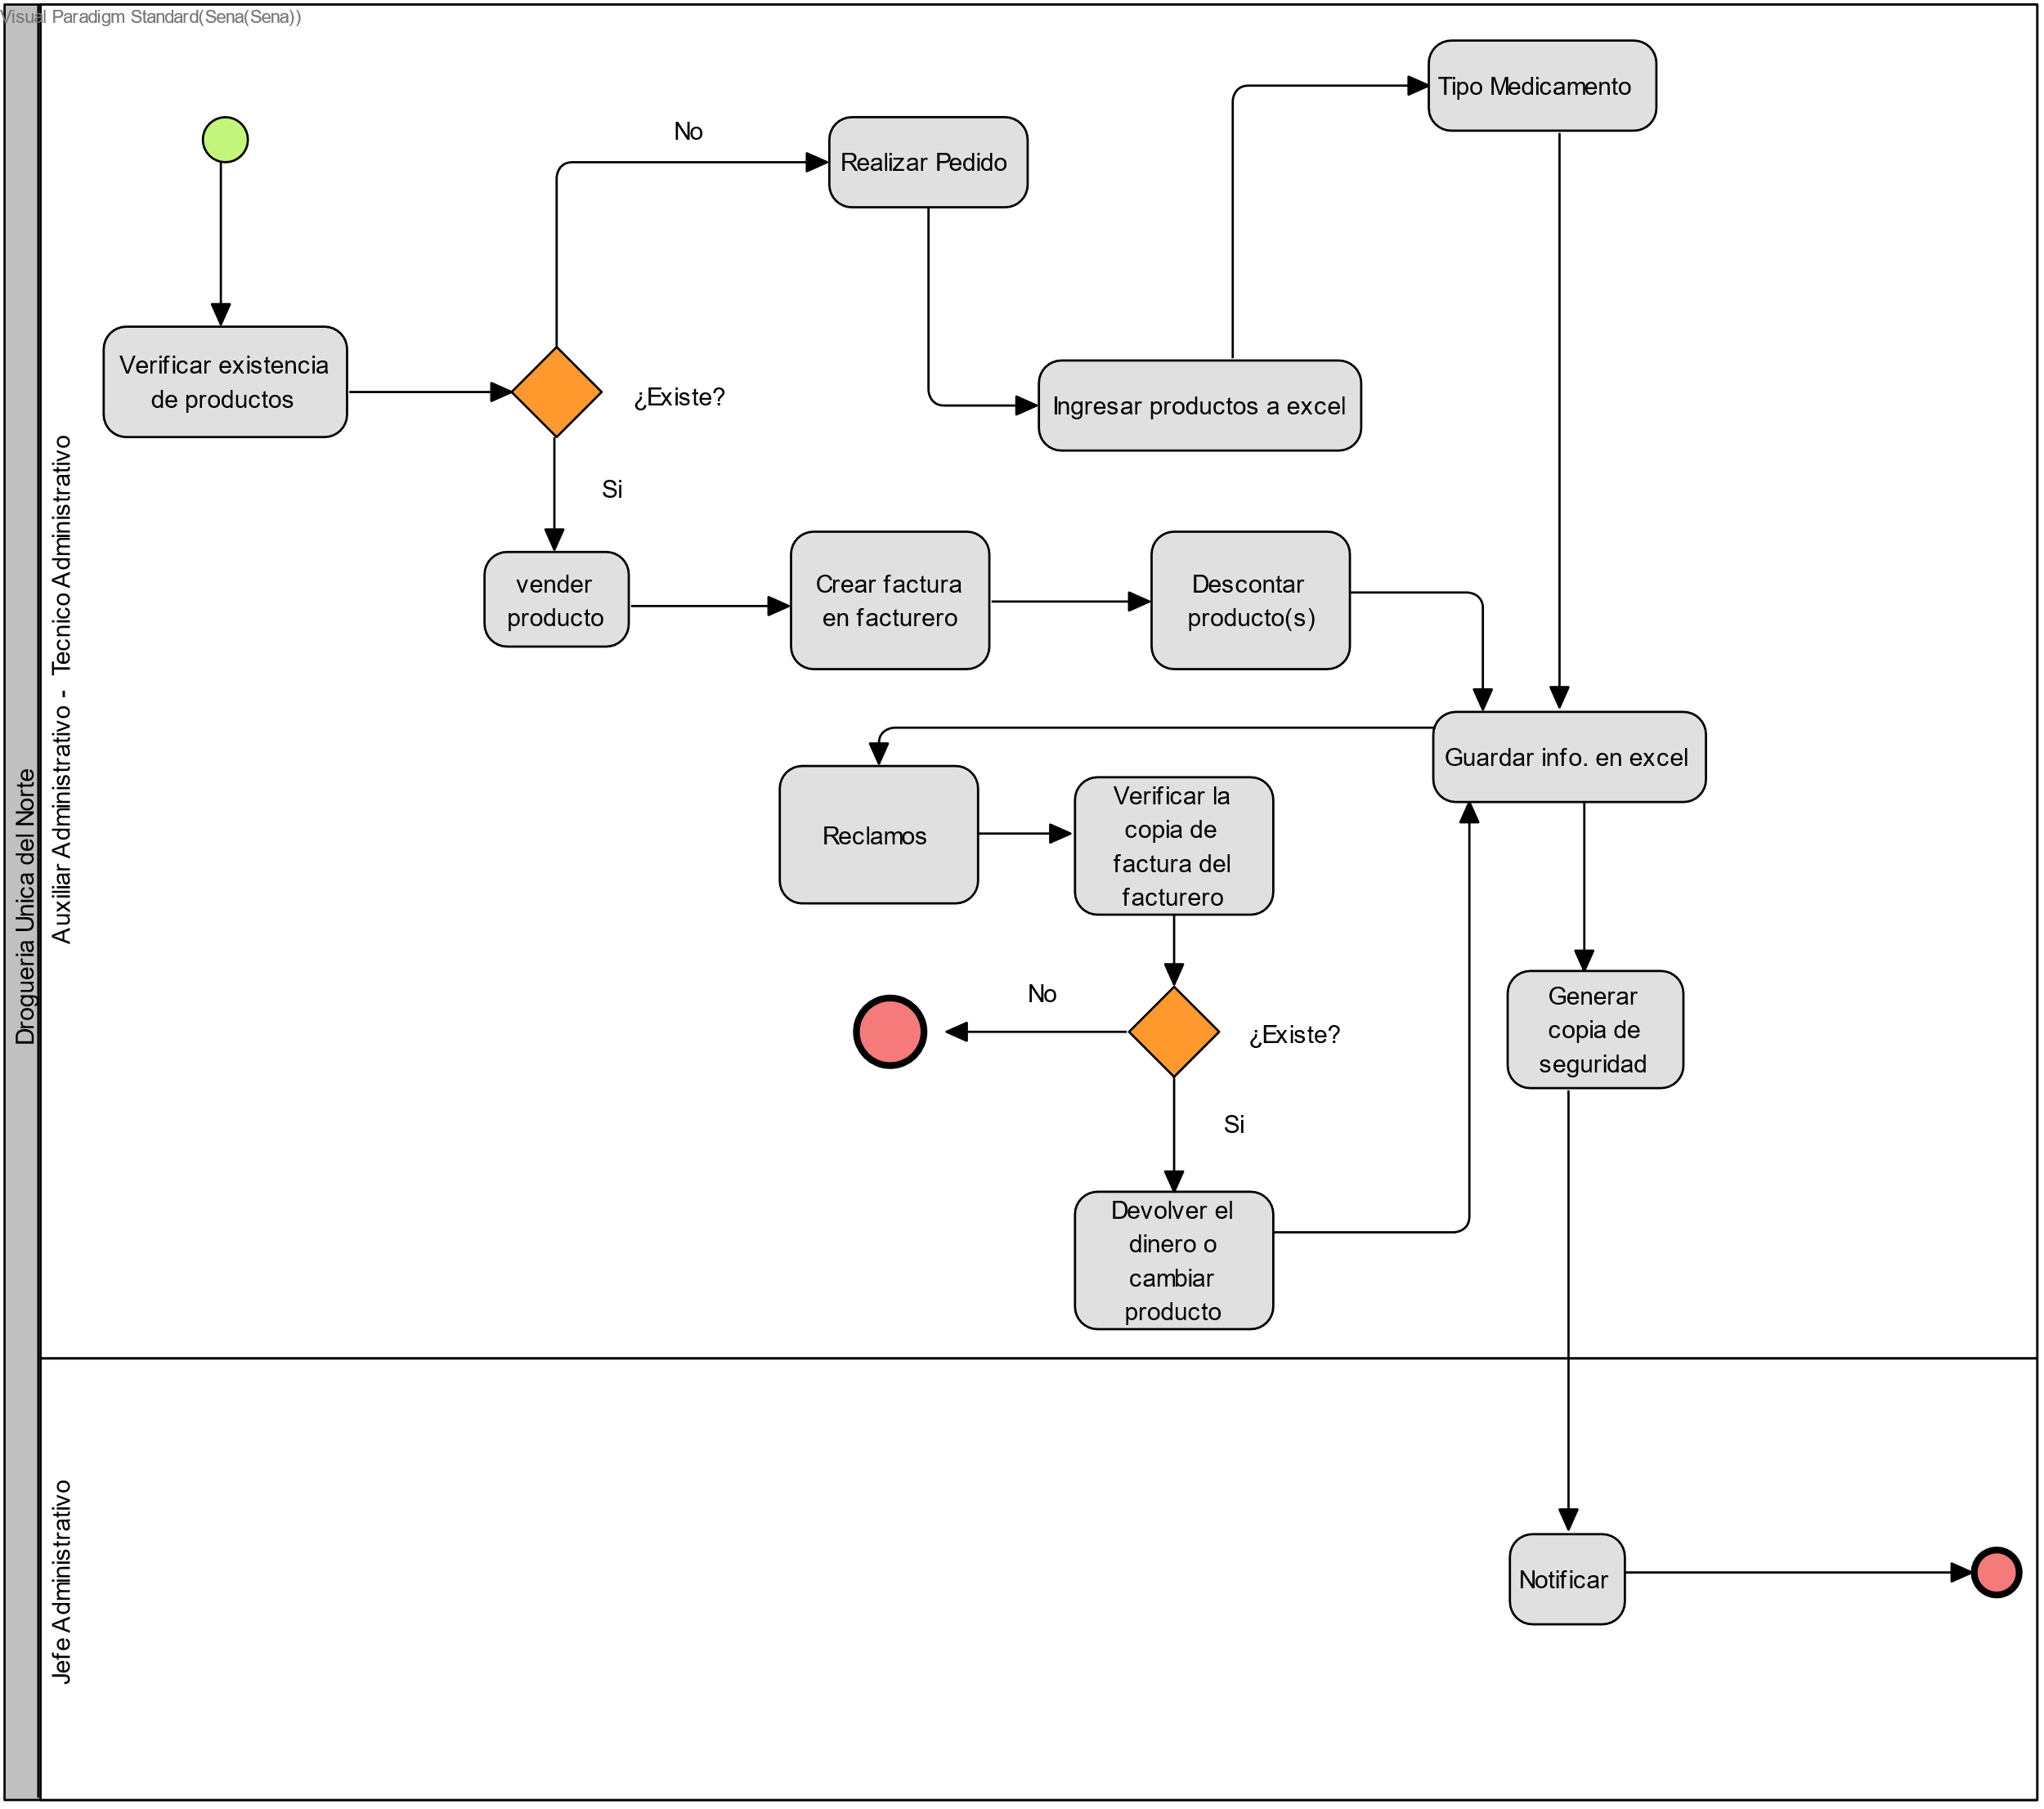 Visual Paradigm Standard(Sena(Sena))
Drogueria Unica del Norte
Auxiliar Administrativo - Tecnico Administrativo
Tipo Medicamento
No
Realizar Pedido
Verificar existencia
de productos
¿Existe?
Ingresar productos a excel
Si
vender
producto
Crear factura
en facturero
Descontar
producto(s)
Guardar info. en excel
Reclamos
Verificar la
copia de
factura del
facturero
No
¿Existe?
Generar
copia de
seguridad
Si
Devolver el
dinero o
cambiar
producto
Jefe Administrativo
Notificar